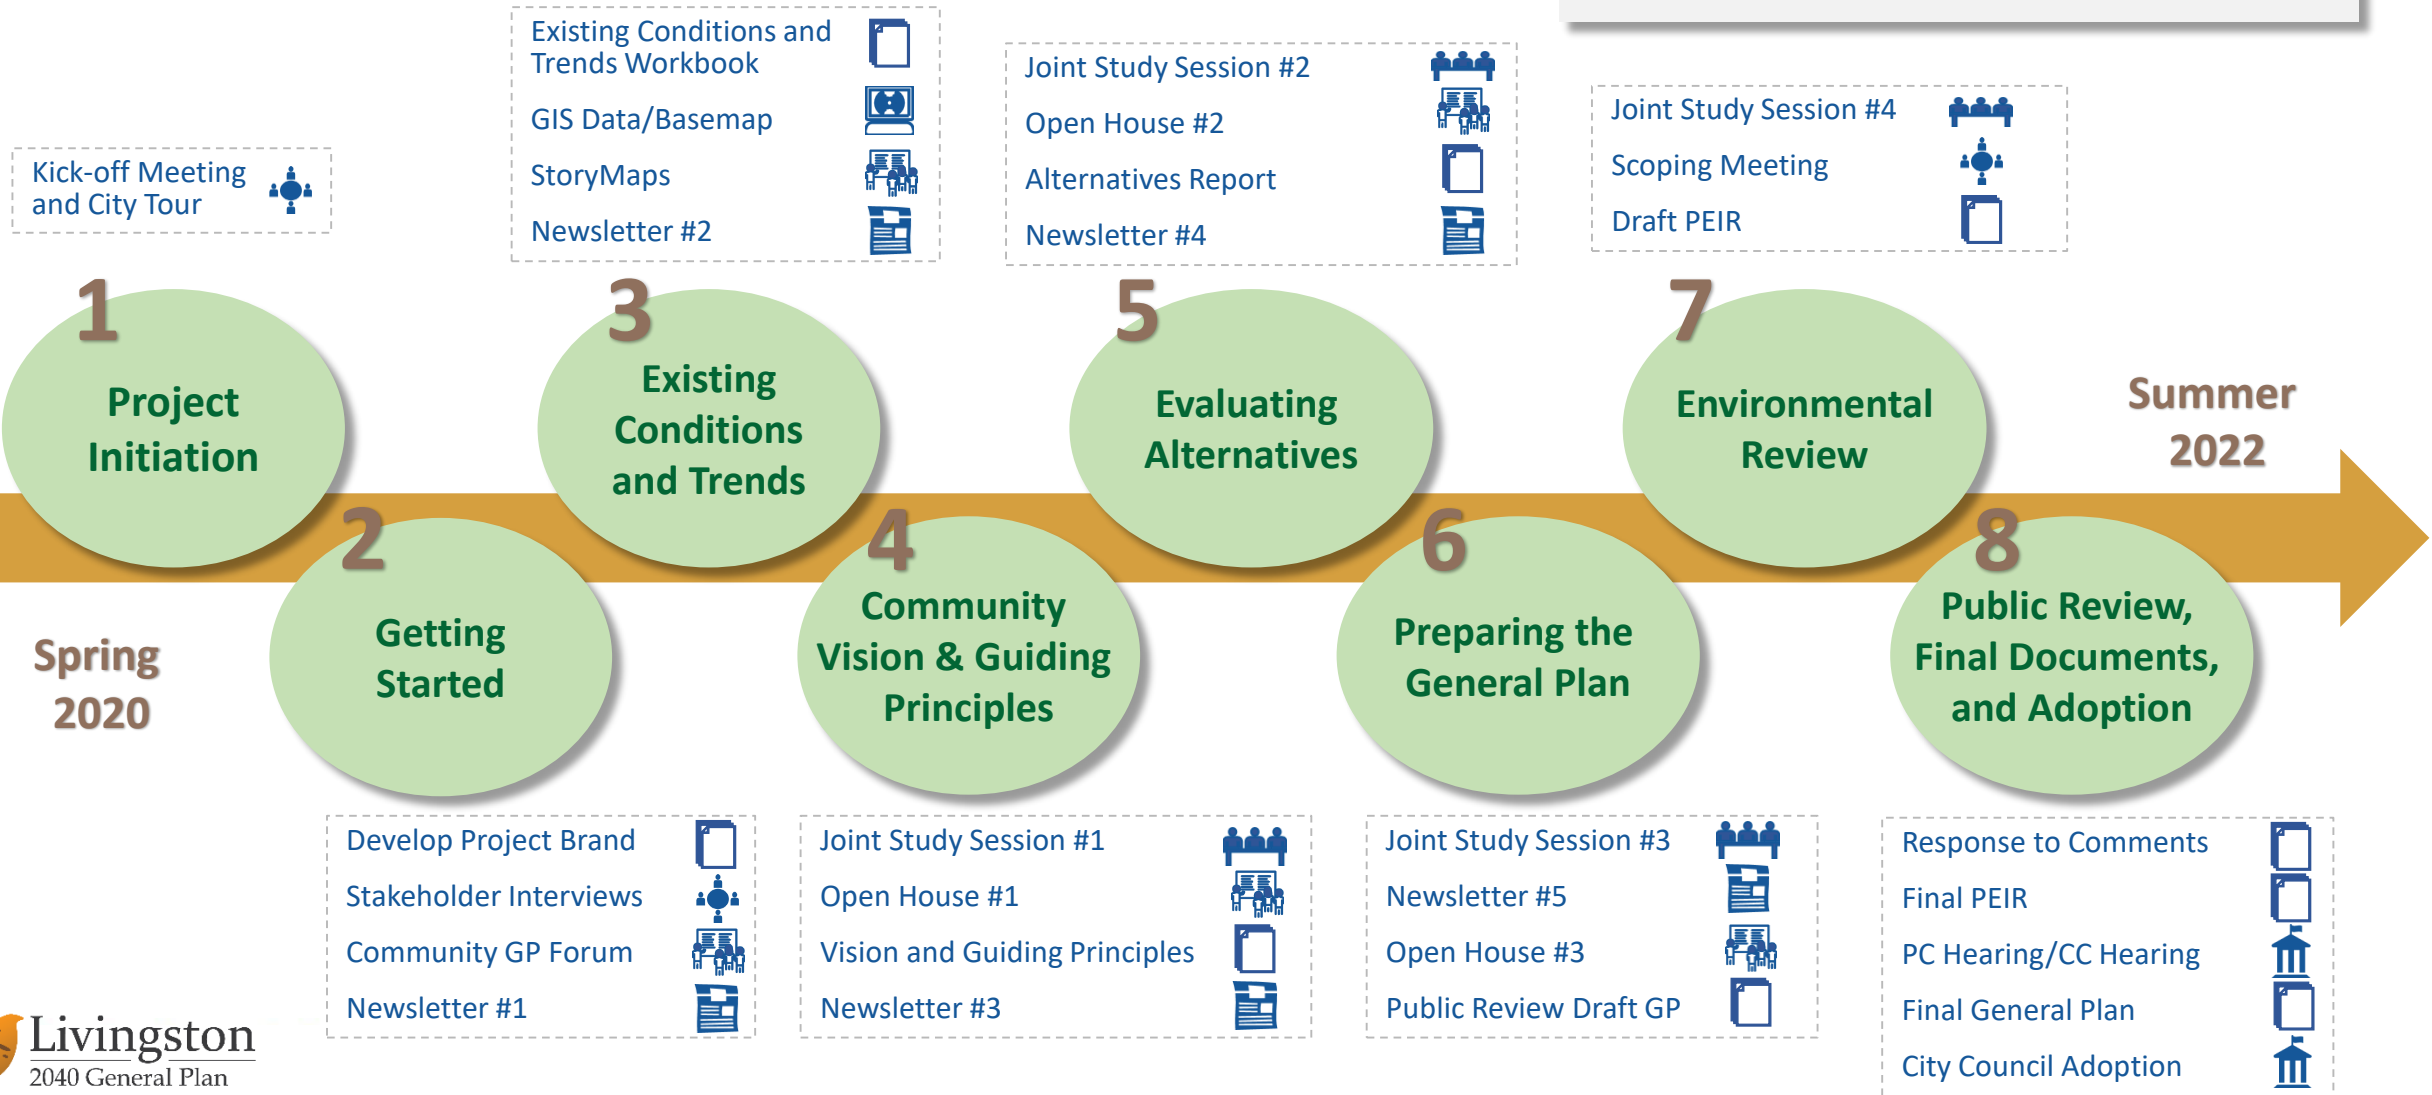 1
Project
Initiation
Kick-off Meeting
and City Tour
2
Getting
Started
Develop Project Brand
Stakeholder Interviews
Community GP Forum
Newsletter #1
3
Existing
Conditions
and Trends
Existing Conditions and
Trends Workbook
GIS Data/Basemap
StoryMaps
Newsletter #2
4
Community
Vision & Guiding
Principles
Joint Study Session #1
Open House #1
Vision and Guiding Principles
Newsletter #3
5
Evaluating
Alternatives
Joint Study Session #2
Open House #2
Alternatives Report
Newsletter #4
6
Preparing the
General Plan
Joint Study Session #3
Newsletter #5
Open House #3
Public Review Draft GP
7
Environmental
Review
Joint Study Session #4
Scoping Meeting
Draft PEIR
8
Public Review,
Final Documents,
and Adoption
Response to Comments
Final PEIR
PC Hearing/CC Hearing
Final General Plan
City Council Adoption
Spring
2020
Summer
2022
Livingston
2040 General Plan